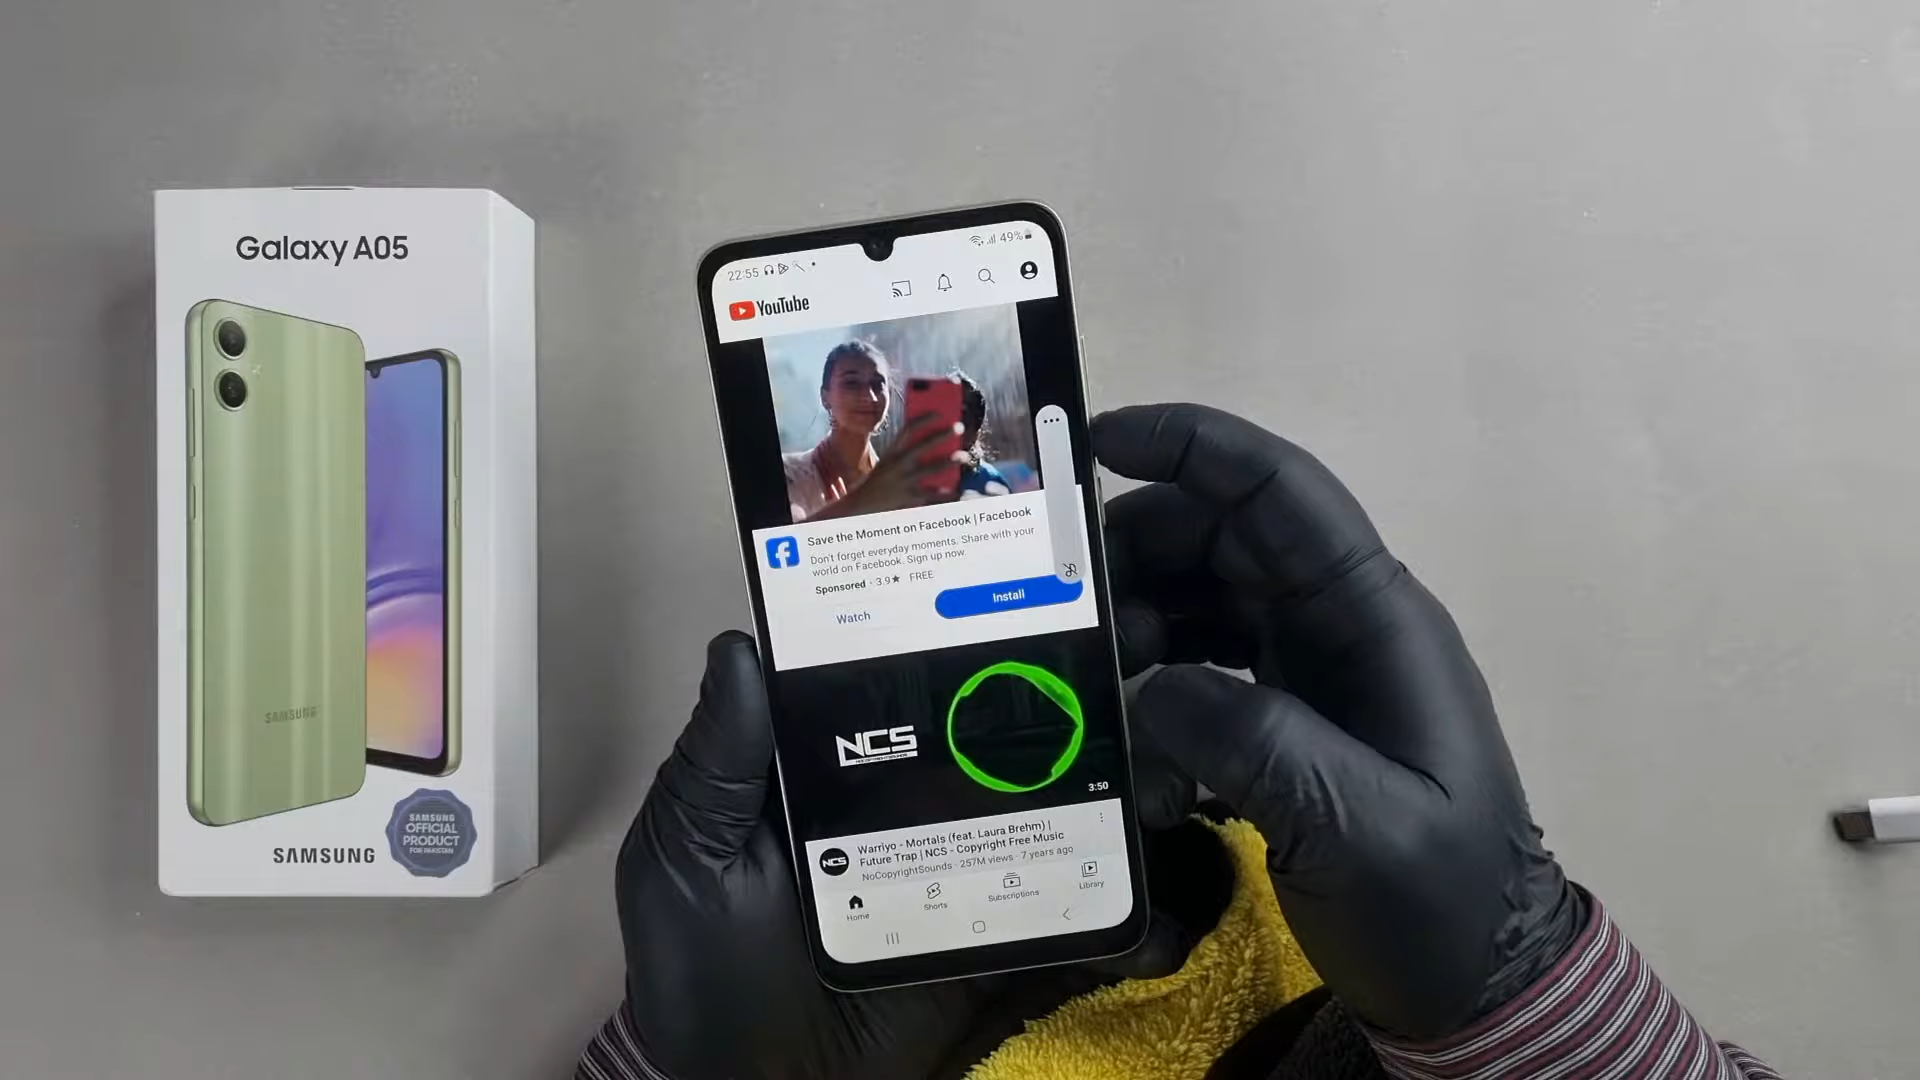 Galaxy A05
SAMSUNG
SAMSUNG
SAMSUNG
OFFICIAL
PRODUCT
FOR PAKISTAN
22:55
49%
YouTube
Save the Moment on Facebook | Facebook
Don't forget everyday moments. Share with your
world on Facebook. Sign up now.
Sponsored · 3.9★ FREE
Watch
Install
NCS
3:50
NCS
Warriyo - Mortals (feat. Laura Brehm) |
Future Trap | NCS - Copyright Free Music
NoCopyrightSounds · 257M views · 7 years ago
Home
Shorts
Subscriptions
Library